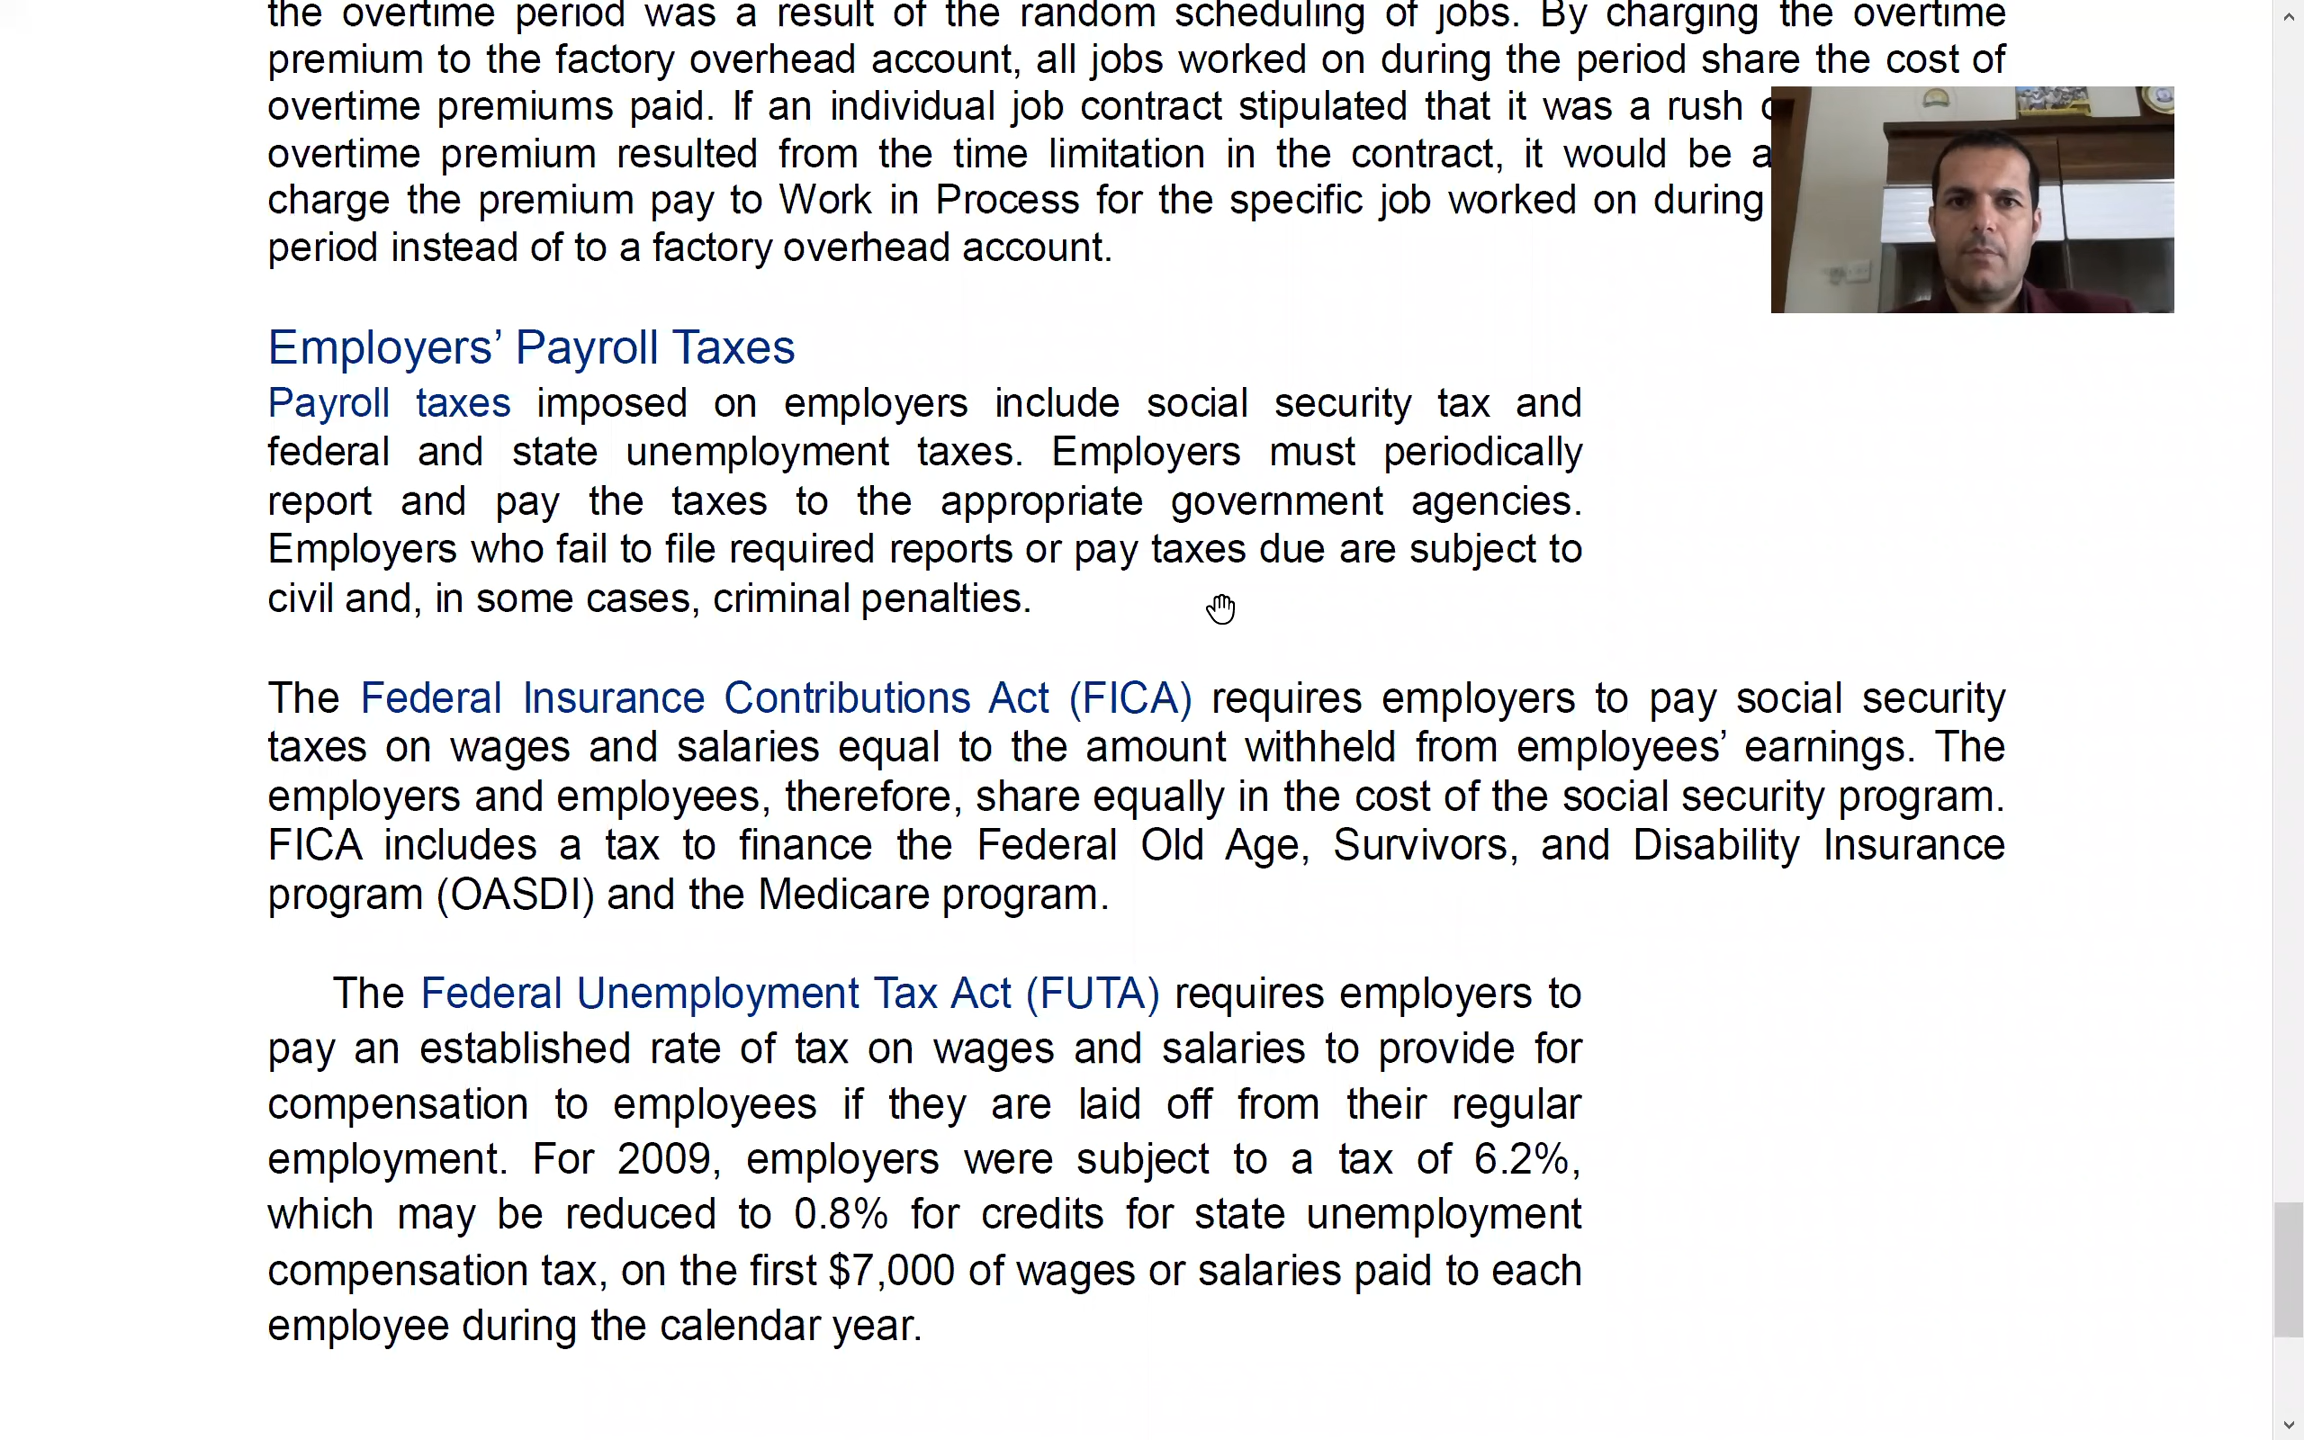 the overtime period was a result of the random scheduling of jobs. By charging the overtime
premium to the factory overhead account, all jobs worked on during the period share the cost of
overtime premiums paid. If an individual job contract stipulated that it was a rush
overtime premium resulted from the time limitation in the contract, it would be
charge the premium pay to Work in Process for the specific job worked on during
period instead of to a factory overhead account.
Employers’ Payroll Taxes
Payroll taxes imposed on employers include social security tax and
federal and state unemployment taxes. Employers must periodically
report and pay the taxes to the appropriate government agencies.
Employers who fail to file required reports or pay taxes due are subject to
civil and, in some cases, criminal penalties.
The Federal Insurance Contributions Act (FICA) requires employers to pay social security
taxes on wages and salaries equal to the amount withheld from employees’ earnings. The
employers and employees, therefore, share equally in the cost of the social security program.
FICA includes a tax to finance the Federal Old Age, Survivors, and Disability Insurance
program (OASDI) and the Medicare program.
The Federal Unemployment Tax Act (FUTA) requires employers to
pay an established rate of tax on wages and salaries to provide for
compensation to employees if they are laid off from their regular
employment. For 2009, employers were subject to a tax of 6.2%,
which may be reduced to 0.8% for credits for state unemployment
compensation tax, on the first $7,000 of wages or salaries paid to each
employee during the calendar year.